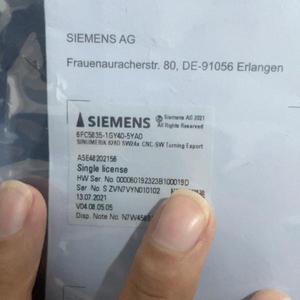 SIEMENS AG
Frauenauracherstr. 80, DE-91056 Erlangen
SIEMENS
© Siemens AG 2021
All Rights Reserved
6FC5835-1GY40-5YA0
SINUMERIK 828D SW24x CNC-SW Turning Export
A5E48202156
Single license
HW Ser. No. 000060192323B100019D
Ser. No S ZVN7VYN010102
13.07.2021
V04.08.05.05
Disp. Note No.